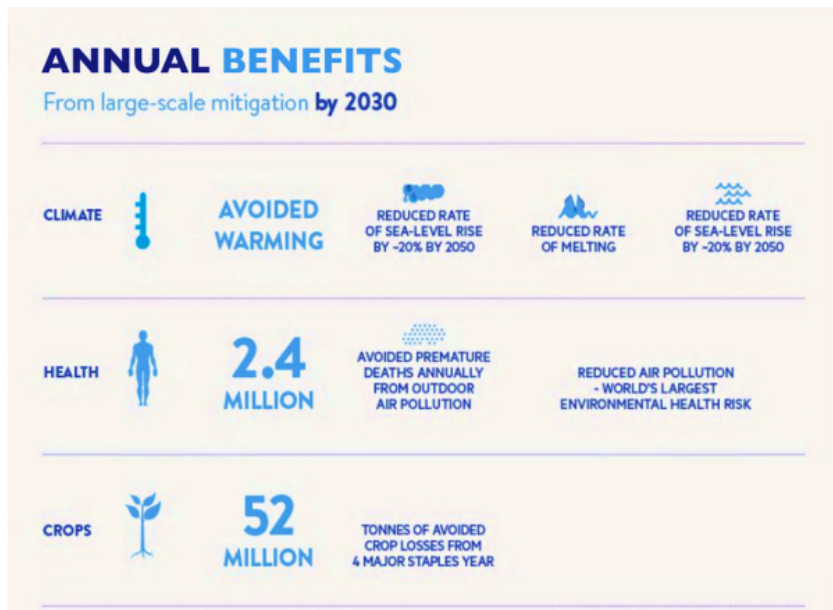 ANNUAL BENEFITS
From large-scale mitigation by 2030
CLIMATE
AVOIDED
WARMING
REDUCED RATE
OF SEA-LEVEL RISE
BY ~20% BY 2050
REDUCED RATE
OF MELTING
REDUCED RATE
OF SEA-LEVEL RISE
BY ~20% BY 2050
HEALTH
2.4
MILLION
AVOIDED PREMATURE
DEATHS ANNUALLY
FROM OUTDOOR
AIR POLLUTION
REDUCED AIR POLLUTION
- WORLD'S LARGEST
ENVIRONMENTAL HEALTH RISK
CROPS
52
MILLION
TONNES OF AVOIDED
CROP LOSSES FROM
4 MAJOR STAPLES YEAR